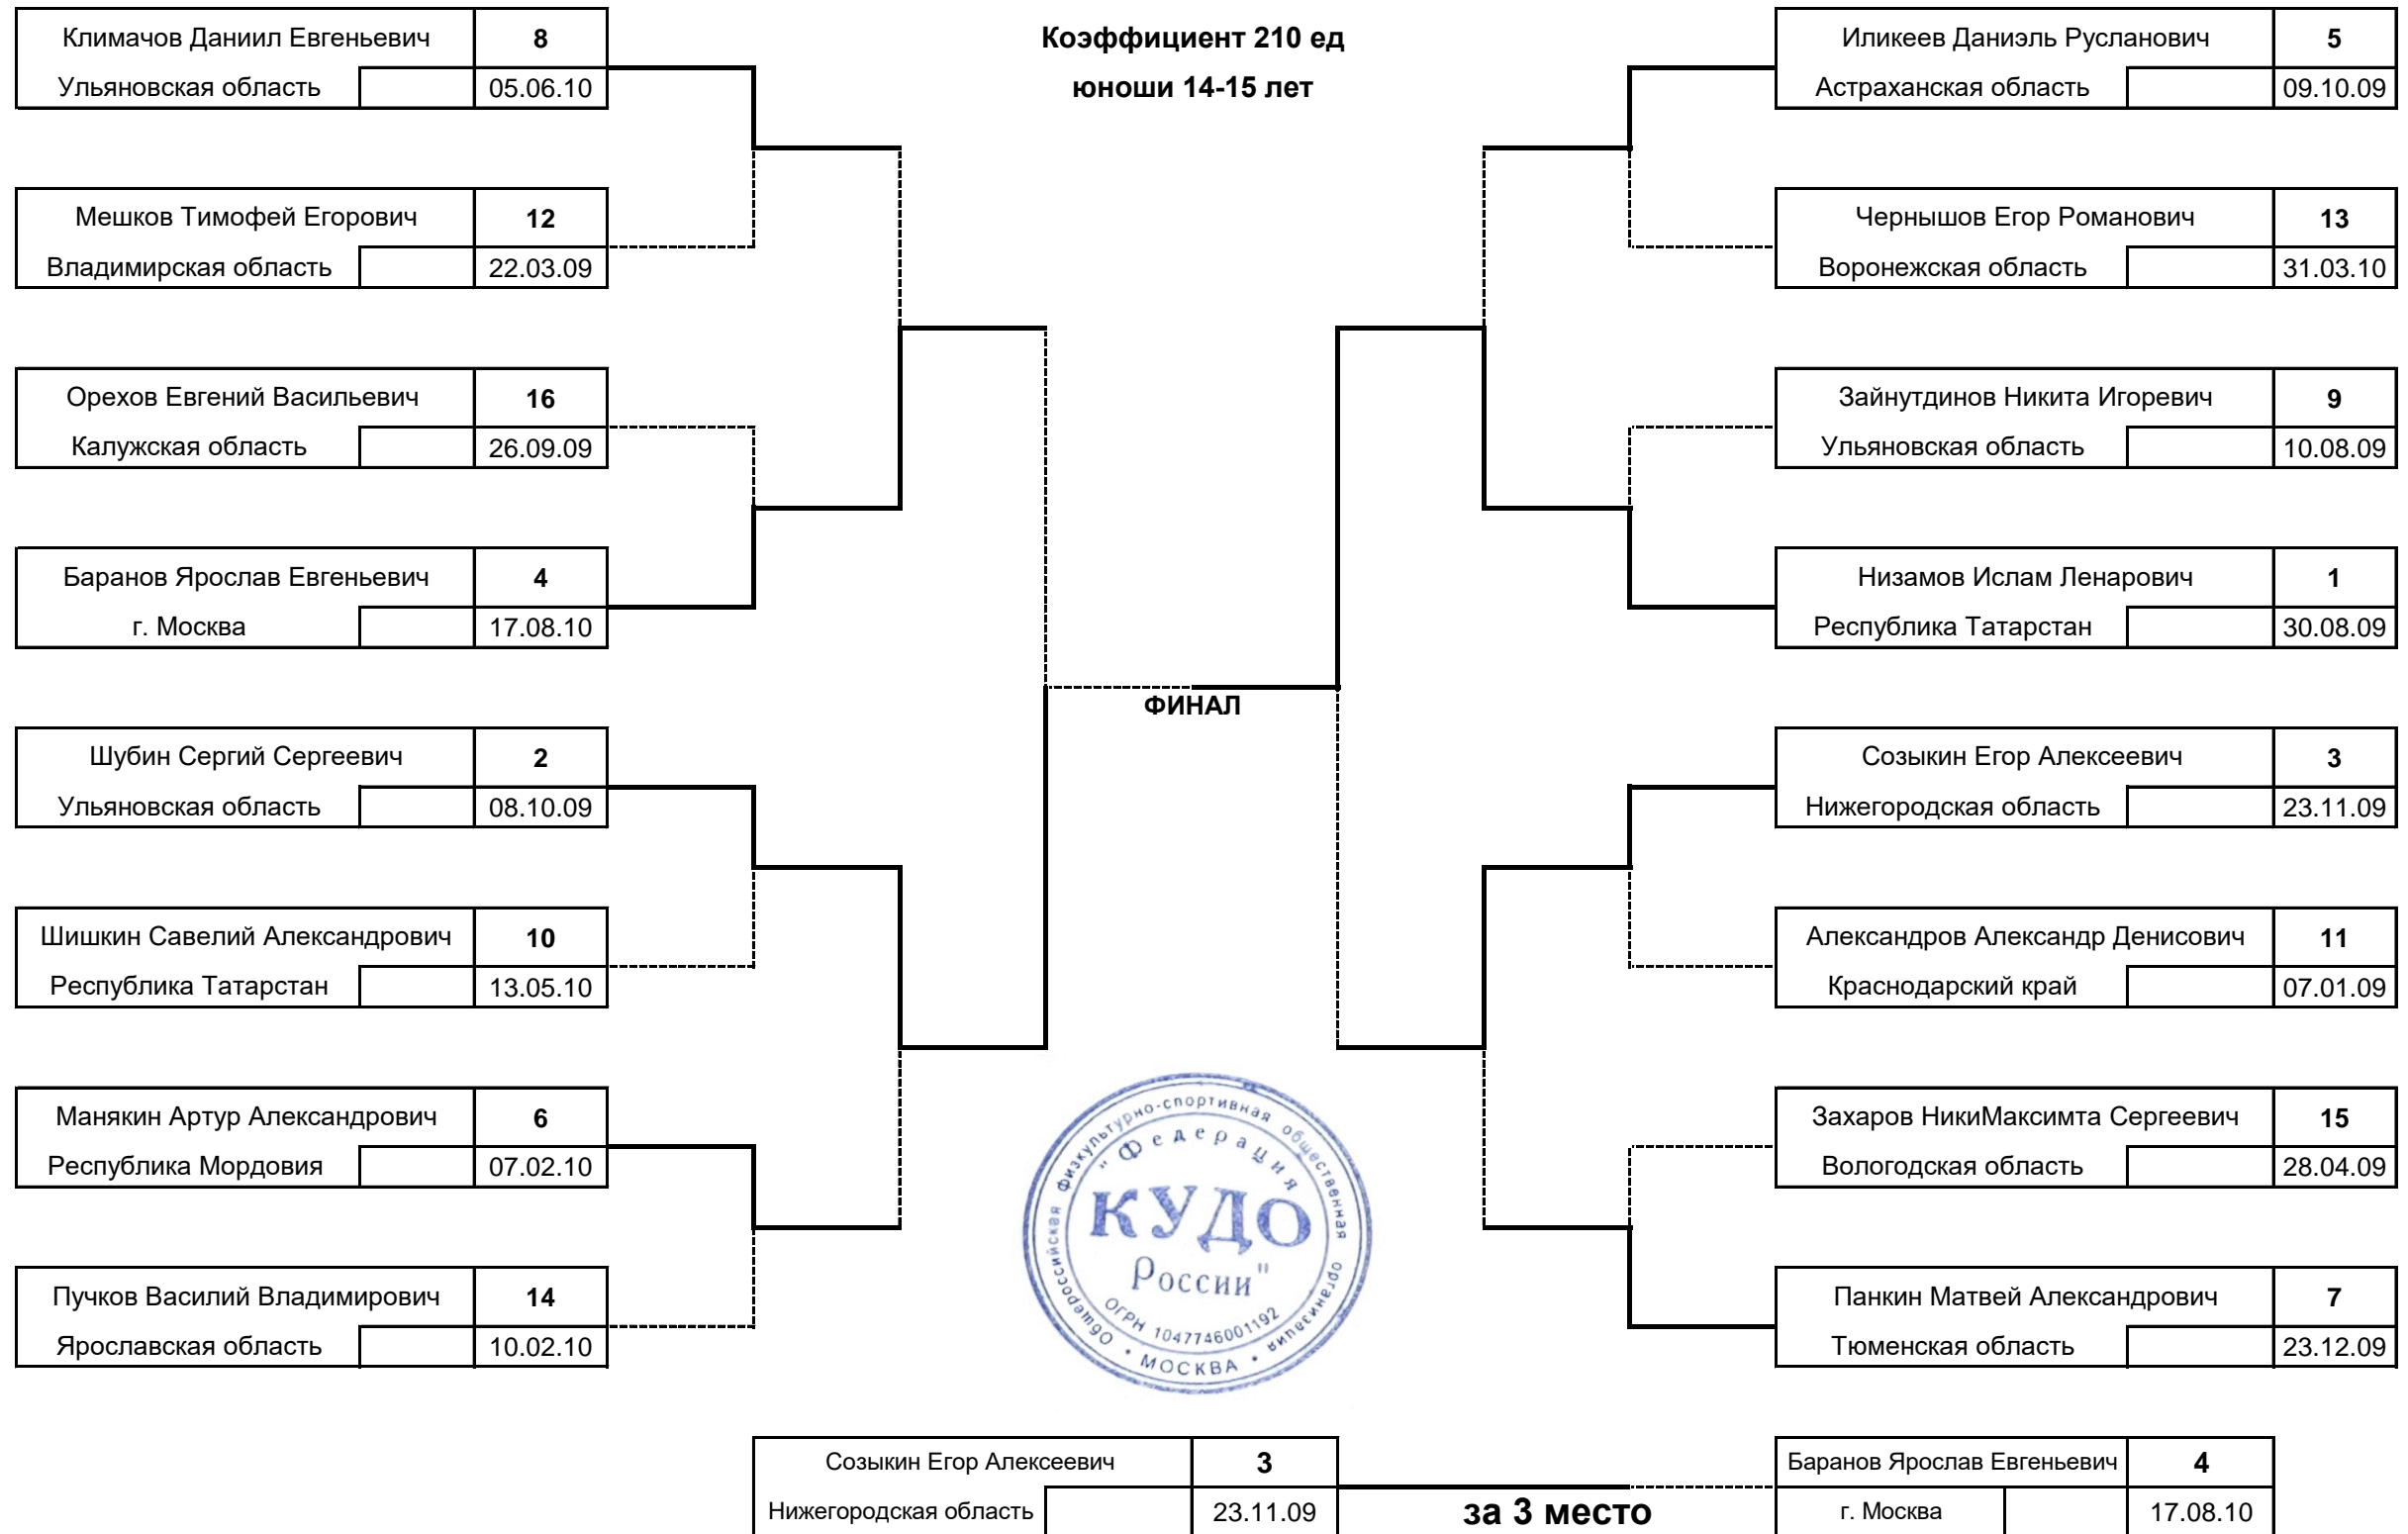 Коэффициент 210 ед
юноши 14-15 лет
Климачов Даниил Евгеньевич 8
Ульяновская область 05.06.10
Мешков Тимофей Егорович 12
Владимирская область 22.03.09
Орехов Евгений Васильевич 16
Калужская область 26.09.09
Баранов Ярослав Евгеньевич 4
г. Москва 17.08.10
Шубин Сергий Сергеевич 2
Ульяновская область 08.10.09
Шишкин Савелий Александрович 10
Республика Татарстан 13.05.10
Манякин Артур Александрович 6
Республика Мордовия 07.02.10
Пучков Василий Владимирович 14
Ярославская область 10.02.10
ФИНАЛ
Иликеев Даниэль Русланович 5
Астраханская область 09.10.09
Чернышов Егор Романович 13
Воронежская область 31.03.10
Зайнутдинов Никита Игоревич 9
Ульяновская область 10.08.09
Низамов Ислам Ленарович 1
Республика Татарстан 30.08.09
Созыкин Егор Алексеевич 3
Нижегородская область 23.11.09
Александров Александр Денисович 11
Краснодарский край 07.01.09
Захаров НикиМаксимта Сергеевич 15
Вологодская область 28.04.09
Панкин Матвей Александрович 7
Тюменская область 23.12.09
Общероссийская физкультурно-спортивная общественная организация
• МОСКВА •
"Федерация
КУДО
России"
ОГРН 1047746001192
Созыкин Егор Алексеевич 3
Нижегородская область 23.11.09
за 3 место
Баранов Ярослав Евгеньевич 4
г. Москва 17.08.10